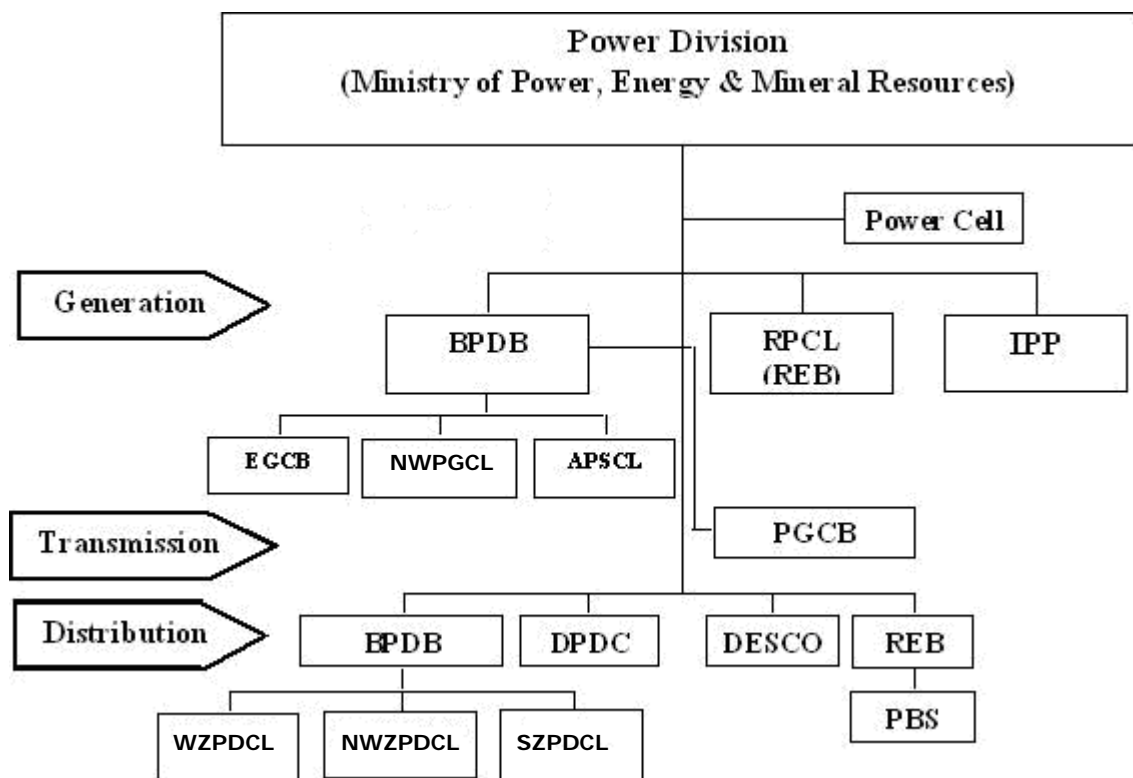 Power Division
(Ministry of Power, Energy & Mineral Resources)
Power Cell
Generation
BPDB
RPCL
(REB)
IPP
EGCB
NWPGCL
APSCL
Transmission
PGCB
Distribution
BPDB
DPDC
DESCO
REB
PBS
WZPDCL
NWZPDCL
SZPDCL